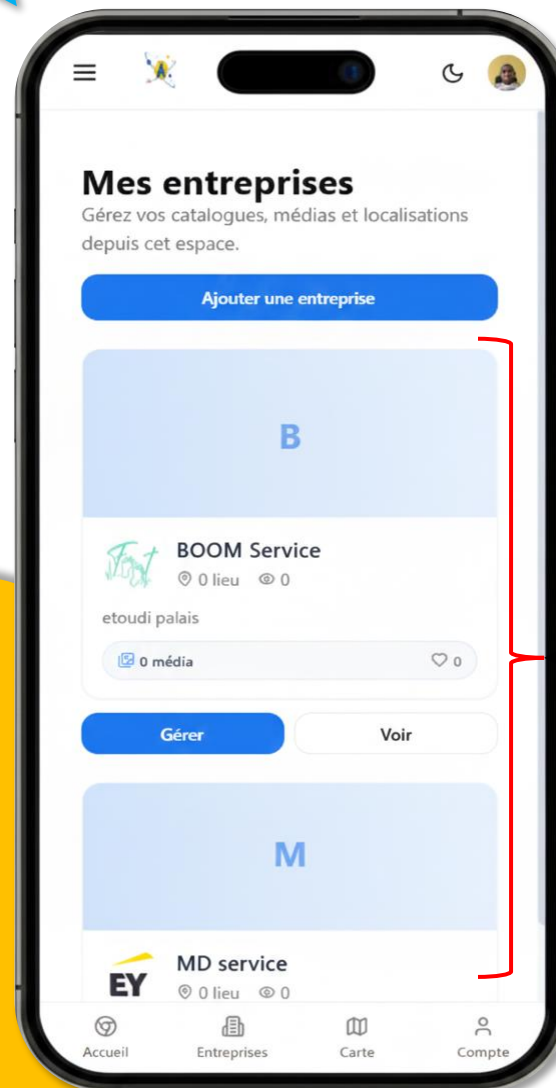 A
Mes entreprises
Gérez vos catalogues, médias et localisations
depuis cet espace.
Ajouter une entreprise
B
BOOM Service
0 lieu 0
etoudi palais
0 média 0
Gérer Voir
M
EY
MD service
0 lieu 0
Accueil Entreprises Carte Compte